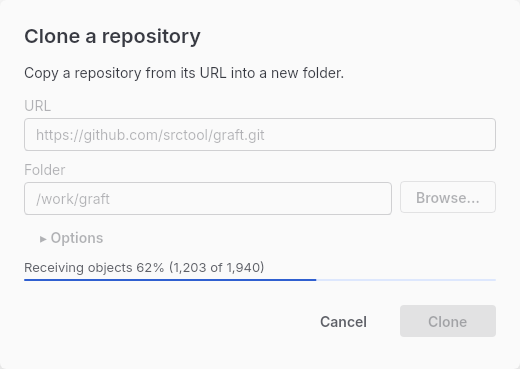 Clone a repository
Copy a repository from its URL into a new folder.
URL
https://github.com/srctool/graft.git
Folder
/work/graft
Browse...
▸ Options
Receiving objects 62% (1,203 of 1,940)
Cancel
Clone